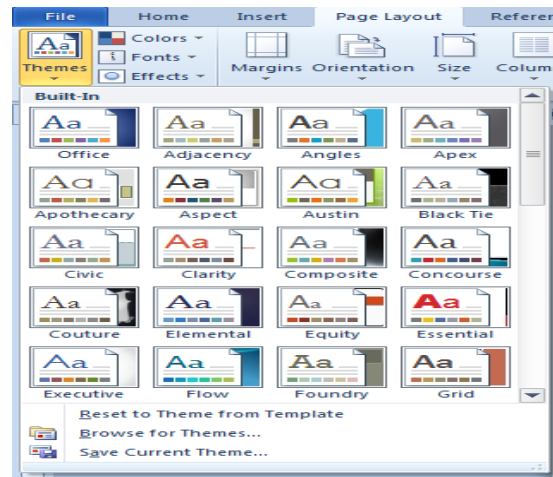 File Home Insert Page Layout Referen
Colors
Aa Fonts
Themes Effects Margins Orientation Size Colum
Built-In
Aa Aa Aa Aa
Office Adjacency Angles Apex
Aa Aa Aa Aa
Apothecary Aspect Austin Black Tie
Aa Aa Aa Aa
Civic Clarity Composite Concourse
Aa Aa Aa Aa
Couture Elemental Equity Essential
Aa Aa Aa Aa
Executive Flow Foundry Grid
Reset to Theme from Template
Browse for Themes...
Save Current Theme...